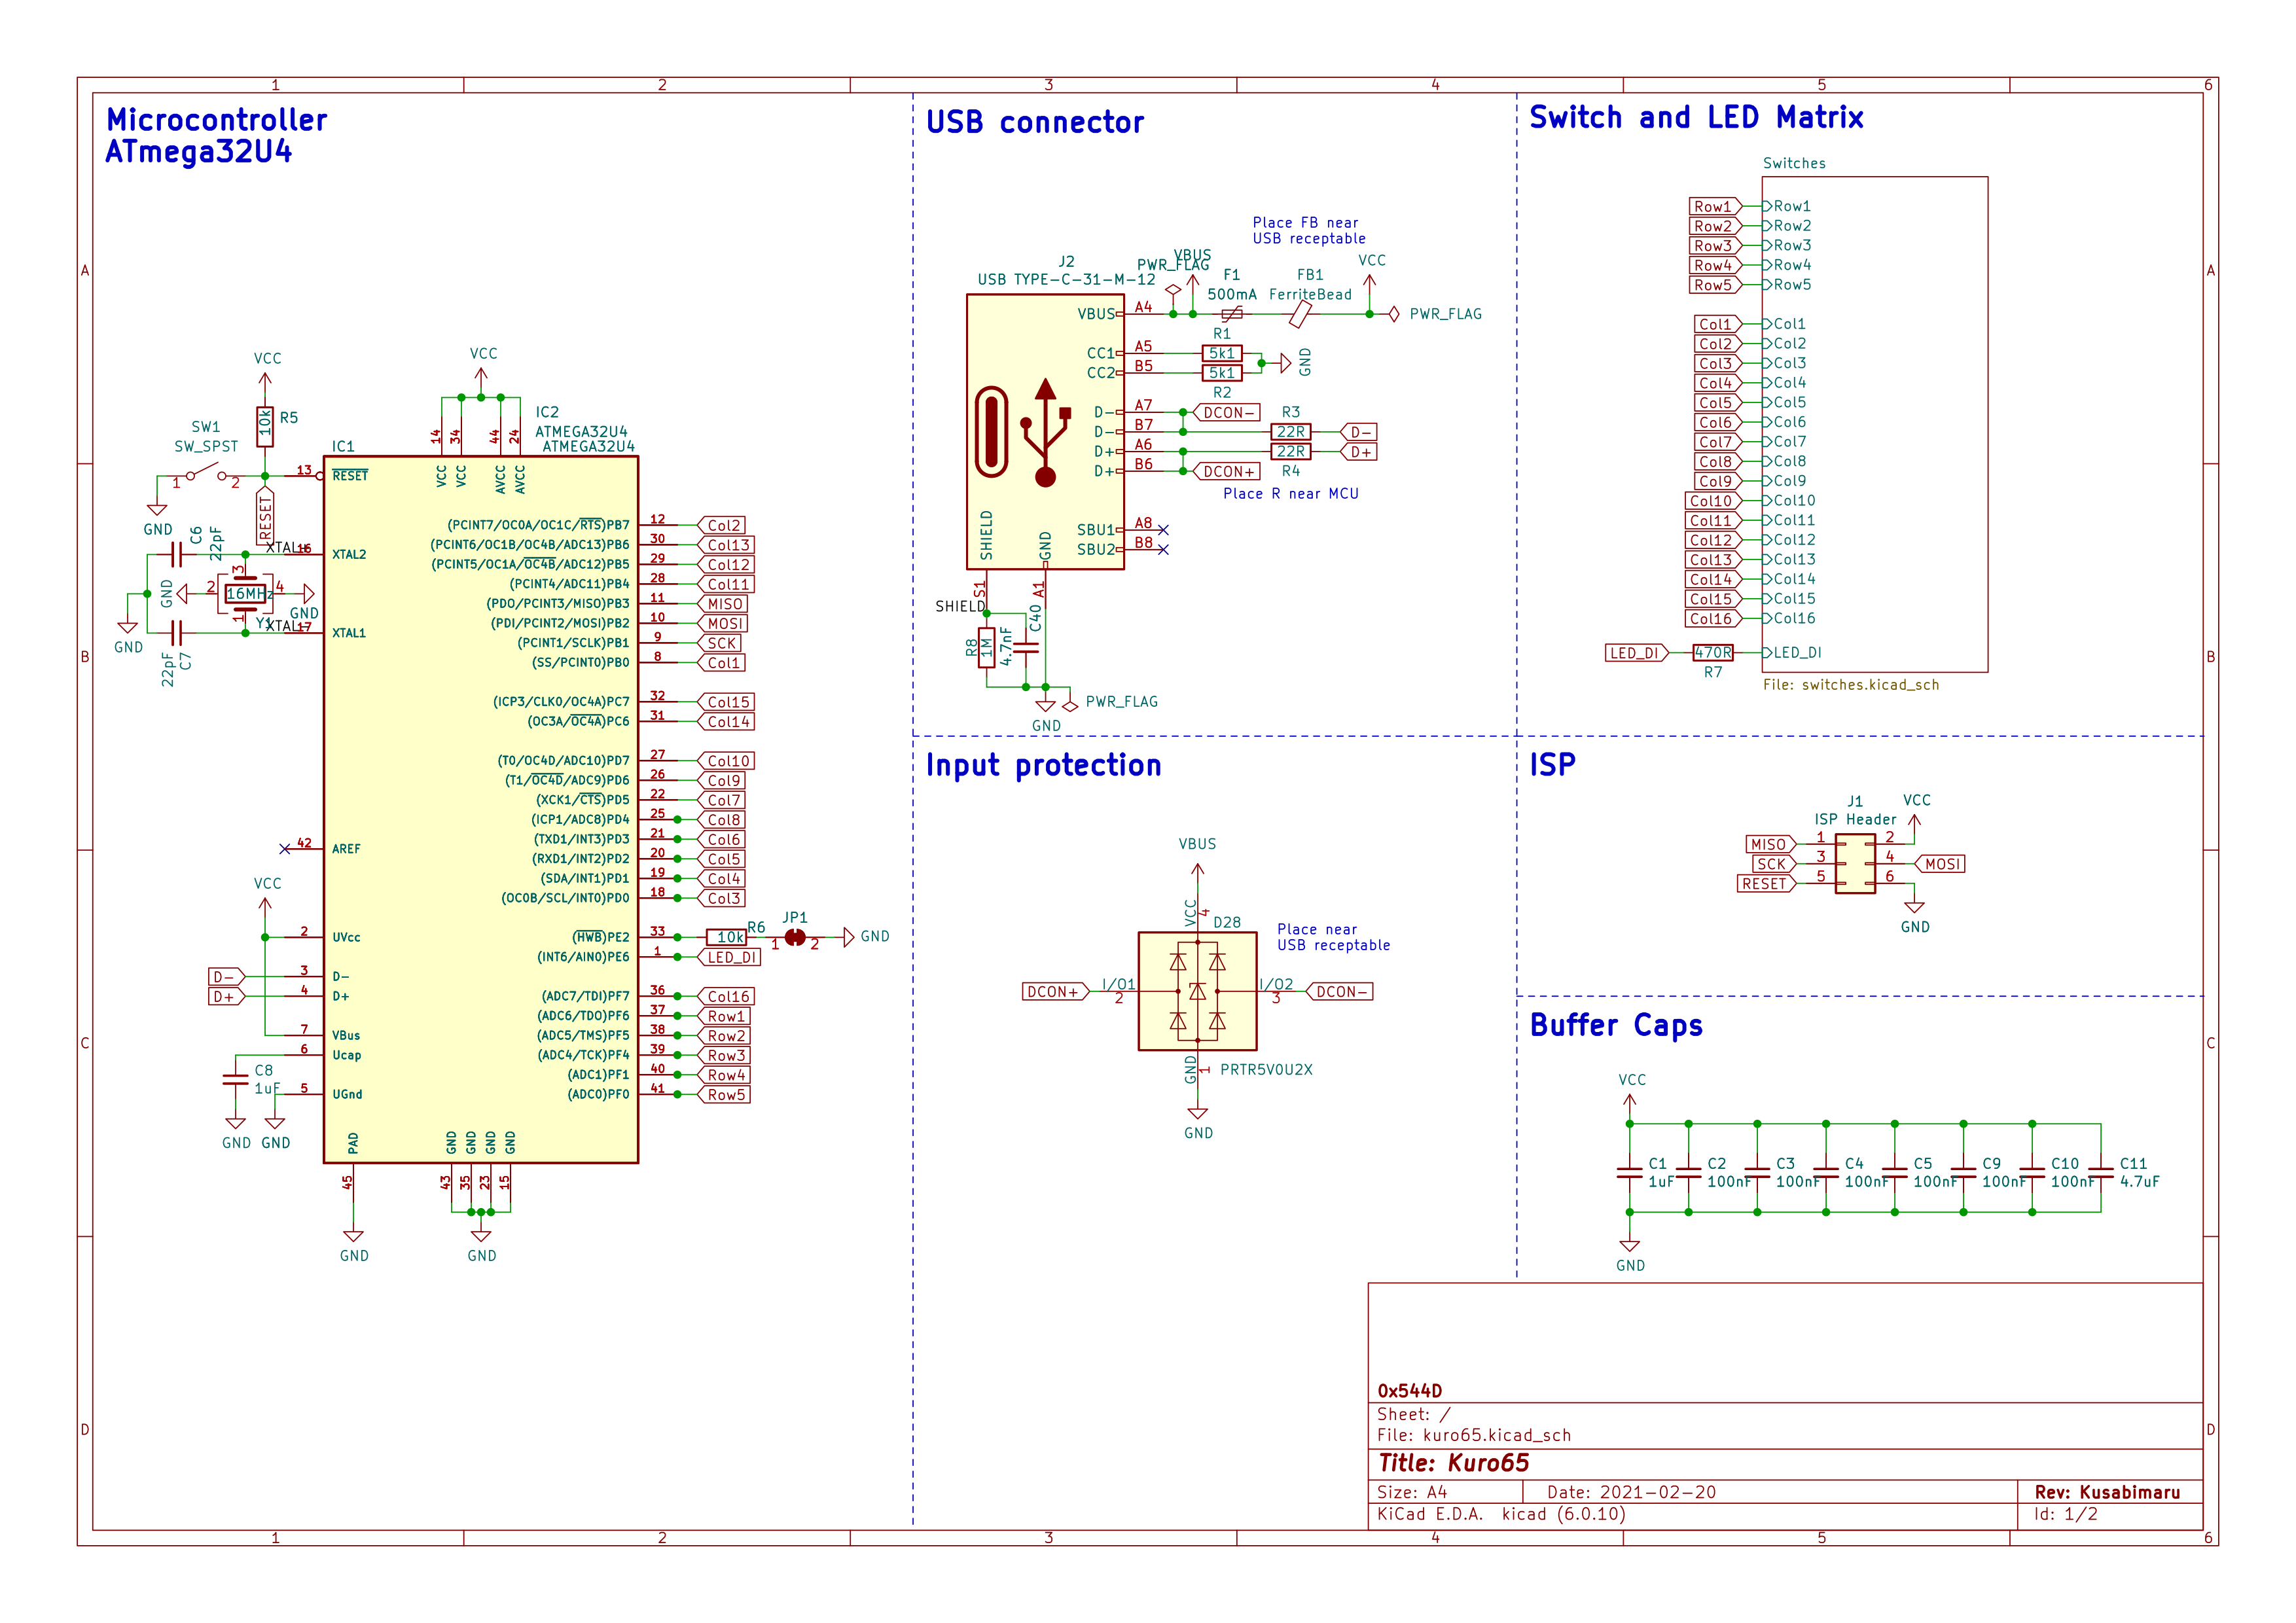 1 2 3 4 5 6
A
B
C
D
Microcontroller
ATmega32U4
VCC
R5
10k
SW1
SW_SPST
1 2
GND
RESET
C6
22pF
XTAL+
GND
16MHz
3
2 4
1
Y1
GND
GND
XTAL-
22pF
C7
VCC
IC2
ATMEGA32U4
ATMEGA32U4
IC1
14 VCC
34 VCC
44 AVCC
24 AVCC
13 RESET
16 XTAL2
17 XTAL1
42 AREF
VCC
2 UVcc
D- 3 D-
D+ 4 D+
7 VBus
6 Ucap
5 UGnd
C8
1uF
GND GND
(PCINT7/OC0A/OC1C/RTS)PB7 12 Col2
(PCINT6/OC1B/OC4B/ADC13)PB6 30 Col13
(PCINT5/OC1A/OC4B/ADC12)PB5 29 Col12
(PCINT4/ADC11)PB4 28 Col11
(PDO/PCINT3/MISO)PB3 11 MISO
(PDI/PCINT2/MOSI)PB2 10 MOSI
(PCINT1/SCLK)PB1 9 SCK
(SS/PCINT0)PB0 8 Col1
(ICP3/CLK0/OC4A)PC7 32 Col15
(OC3A/OC4A)PC6 31 Col14
(T0/OC4D/ADC10)PD7 27 Col10
(T1/OC4D/ADC9)PD6 26 Col9
(XCK1/CTS)PD5 22 Col7
(ICP1/ADC8)PD4 25 Col8
(TXD1/INT3)PD3 21 Col6
(RXD1/INT2)PD2 20 Col5
(SDA/INT1)PD1 19 Col4
(OC0B/SCL/INT0)PD0 18 Col3
(HWB)PE2 33 10k R6 1 JP1 2 GND
(INT6/AIN0)PE6 1 LED_DI
(ADC7/TDI)PF7 36 Col16
(ADC6/TDO)PF6 37 Row1
(ADC5/TMS)PF5 38 Row2
(ADC4/TCK)PF4 39 Row3
(ADC1)PF1 40 Row4
(ADC0)PF0 41 Row5
PAD 45
GND 43
GND 35
GND 23
GND 15
GND GND
USB connector
Place FB near
USB receptable
J2
USB TYPE-C-31-M-12
VBUS
PWR_FLAG
F1
500mA
FB1
FerriteBead
VCC
PWR_FLAG
VBUS A4
CC1 A5
CC2 B5
R1
5k1
5k1
R2
GND
D- A7 DCON-
D- B7 R3 22R D-
D+ A6 22R D+
D+ B6 DCON+ R4
Place R near MCU
SBU1 A8
SBU2 B8
SHIELD GND
S1 A1
SHIELD
R8
1M
4.7nF
C40
PWR_FLAG
GND
Input protection
VBUS
VCC
4
D28
Place near
USB receptable
DCON+ I/O1 2
I/O2 3 DCON-
GND
1
PRTR5V0U2X
GND
Switch and LED Matrix
Switches
Row1 Row1
Row2 Row2
Row3 Row3
Row4 Row4
Row5 Row5
Col1 Col1
Col2 Col2
Col3 Col3
Col4 Col4
Col5 Col5
Col6 Col6
Col7 Col7
Col8 Col8
Col9 Col9
Col10 Col10
Col11 Col11
Col12 Col12
Col13 Col13
Col14 Col14
Col15 Col15
Col16 Col16
LED_DI 470R LED_DI
R7
File: switches.kicad_sch
ISP
J1
ISP Header
VCC
MISO 1 2
SCK 3 4 MOSI
RESET 5 6
GND
Buffer Caps
VCC
C1 C2 C3 C4 C5 C9 C10 C11
1uF 100nF 100nF 100nF 100nF 100nF 100nF 4.7uF
GND
0x544D
Sheet: /
File: kuro65.kicad_sch
Title: Kuro65
Size: A4 Date: 2021-02-20 Rev: Kusabimaru
KiCad E.D.A. kicad (6.0.10) Id: 1/2
A
B
C
D
1 2 3 4 5 6